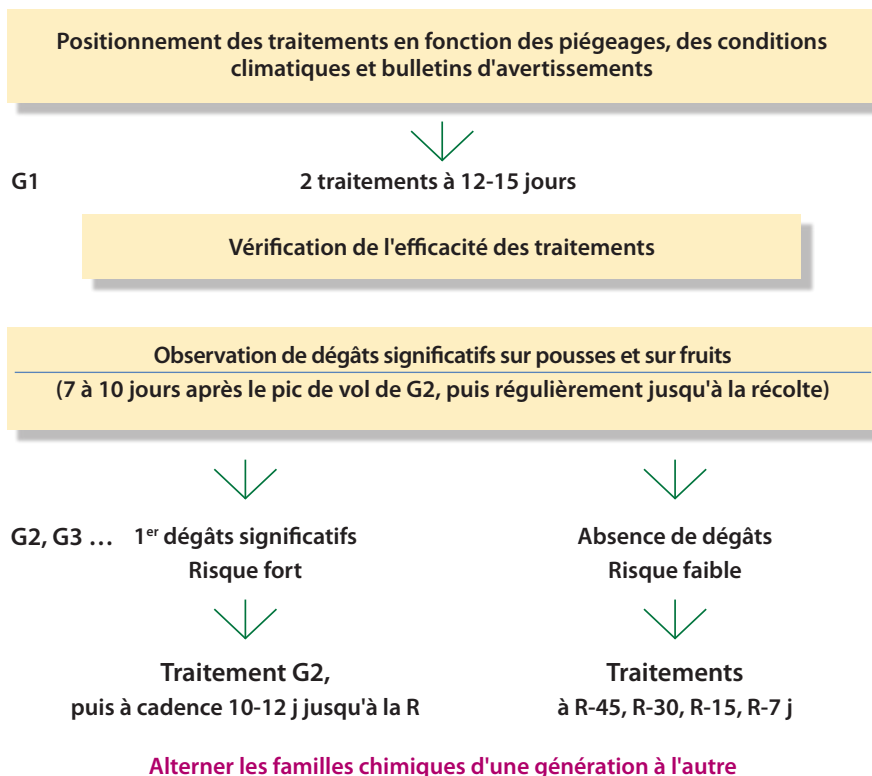 Positionnement des traitements en fonction des piégeages, des conditions
climatiques et bulletins d'avertissements
G1 2 traitements à 12-15 jours
Vérification de l'efficacité des traitements
Observation de dégâts significatifs sur pousses et sur fruits
(7 à 10 jours après le pic de vol de G2, puis régulièrement jusqu'à la récolte)
G2, G3 … 1er dégâts significatifs
Risque fort
Absence de dégâts
Risque faible
Traitement G2,
puis à cadence 10-12 j jusqu'à la R
Traitements
à R-45, R-30, R-15, R-7 j
Alterner les familles chimiques d'une génération à l'autre